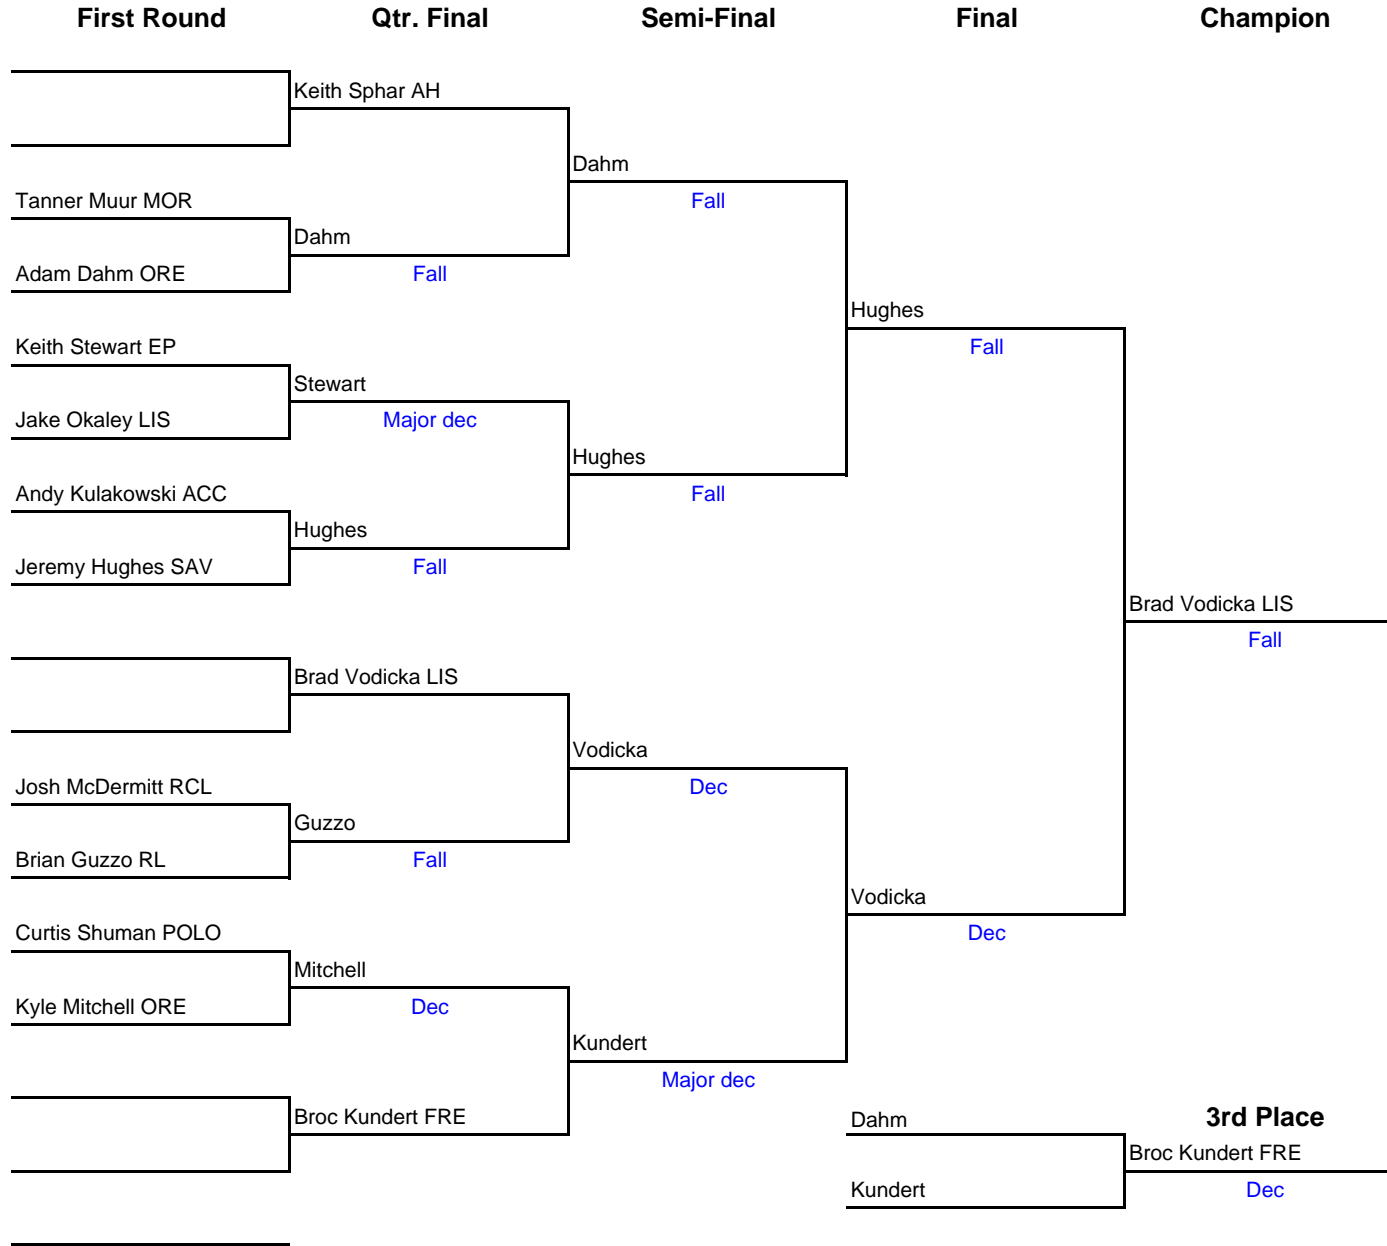 First Round Qtr. Final Semi-Final Final Champion
Keith Sphar AH
Dahm
Tanner Muur MOR
Fall
Dahm
Adam Dahm ORE
Fall
Hughes
Keith Stewart EP
Fall
Stewart
Jake Okaley LIS
Major dec
Hughes
Andy Kulakowski ACC
Fall
Hughes
Jeremy Hughes SAV
Fall
Brad Vodicka LIS
Fall
Brad Vodicka LIS
Vodicka
Josh McDermitt RCL
Dec
Guzzo
Brian Guzzo RL
Fall
Vodicka
Curtis Shuman POLO
Dec
Mitchell
Kyle Mitchell ORE
Dec
Kundert
Major dec
Broc Kundert FRE
Dahm
3rd Place
Broc Kundert FRE
Kundert
Dec